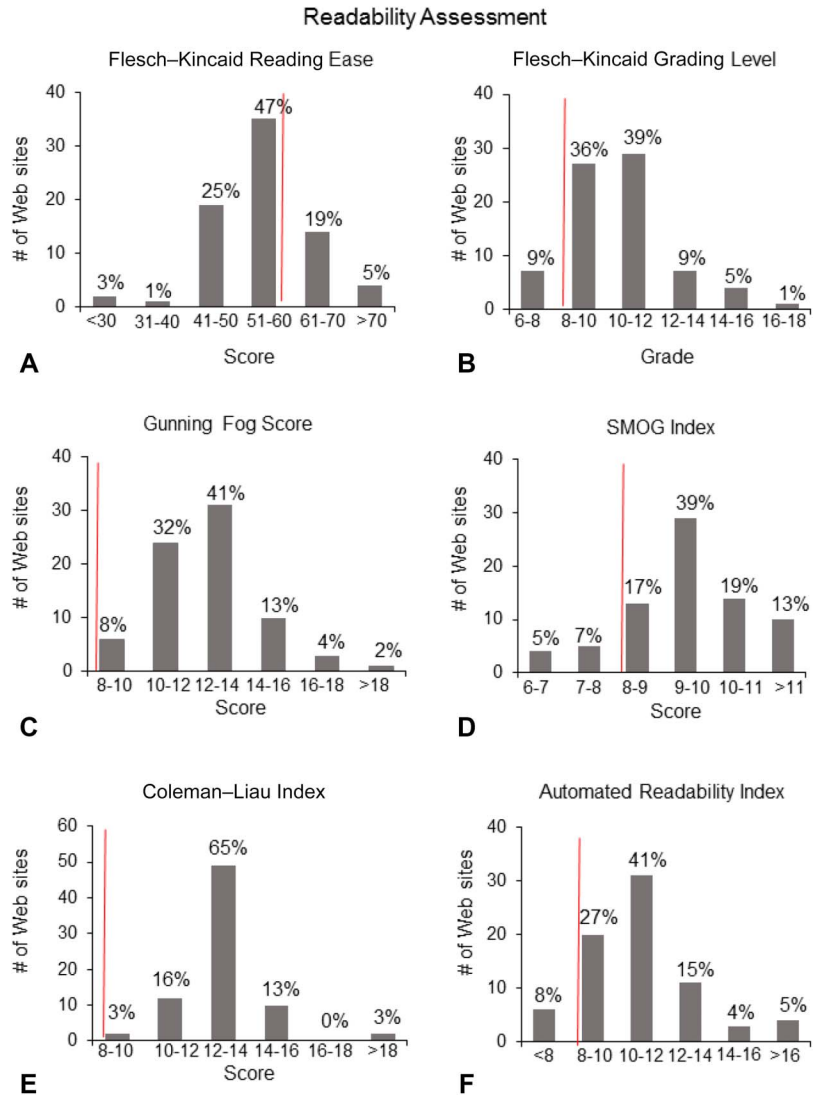 Readability Assessment
Flesch–Kincaid Reading Ease
# of Web sites
40
30
20
10
0
3%
1%
25%
47%
19%
5%
<30 31-40 41-50 51-60 61-70 >70
Score
A
Flesch–Kincaid Grading Level
# of Web sites
40
30
20
10
0
9%
36%
39%
9%
5%
1%
6-8 8-10 10-12 12-14 14-16 16-18
Grade
B
Gunning Fog Score
# of Web sites
40
30
20
10
0
8%
32%
41%
13%
4%
2%
8-10 10-12 12-14 14-16 16-18 >18
Score
C
SMOG Index
# of Web sites
40
30
20
10
0
5%
7%
17%
39%
19%
13%
6-7 7-8 8-9 9-10 10-11 >11
Score
D
Coleman–Liau Index
# of Web sites
60
50
40
30
20
10
0
3%
16%
65%
13%
0%
3%
8-10 10-12 12-14 14-16 16-18 >18
Score
E
Automated Readability Index
# of Web sites
40
30
20
10
0
8%
27%
41%
15%
4%
5%
<8 8-10 10-12 12-14 14-16 >16
F